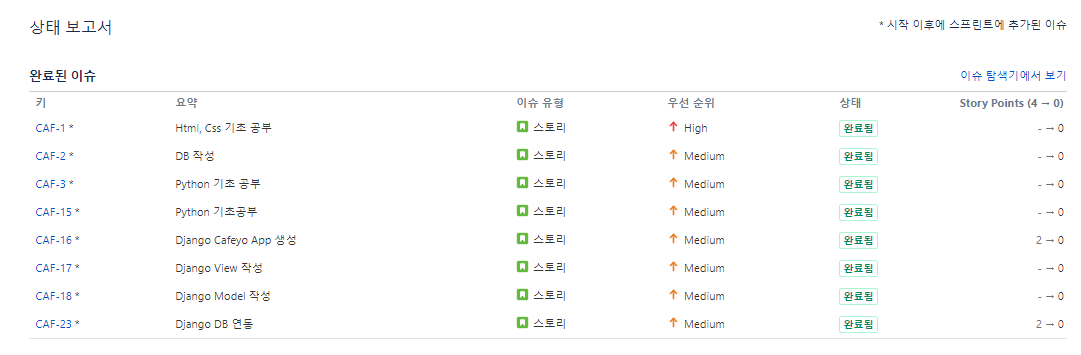 상태 보고서
* 시작 이후에 스프린트에 추가된 이슈
완료된 이슈 이슈 탐색기에서 보기
키 요약 이슈 유형 우선 순위 상태 Story Points (4 → 0)
CAF-1 * Html, Css 기초 공부 스토리 High 완료됨 - → 0
CAF-2 * DB 작성 스토리 Medium 완료됨 - → 0
CAF-3 * Python 기초 공부 스토리 Medium 완료됨 - → 0
CAF-15 * Python 기초공부 스토리 Medium 완료됨 - → 0
CAF-16 * Django Cafeyo App 생성 스토리 Medium 완료됨 2 → 0
CAF-17 * Django View 작성 스토리 Medium 완료됨 - → 0
CAF-18 * Django Model 작성 스토리 Medium 완료됨 - → 0
CAF-23 * Django DB 연동 스토리 Medium 완료됨 2 → 0